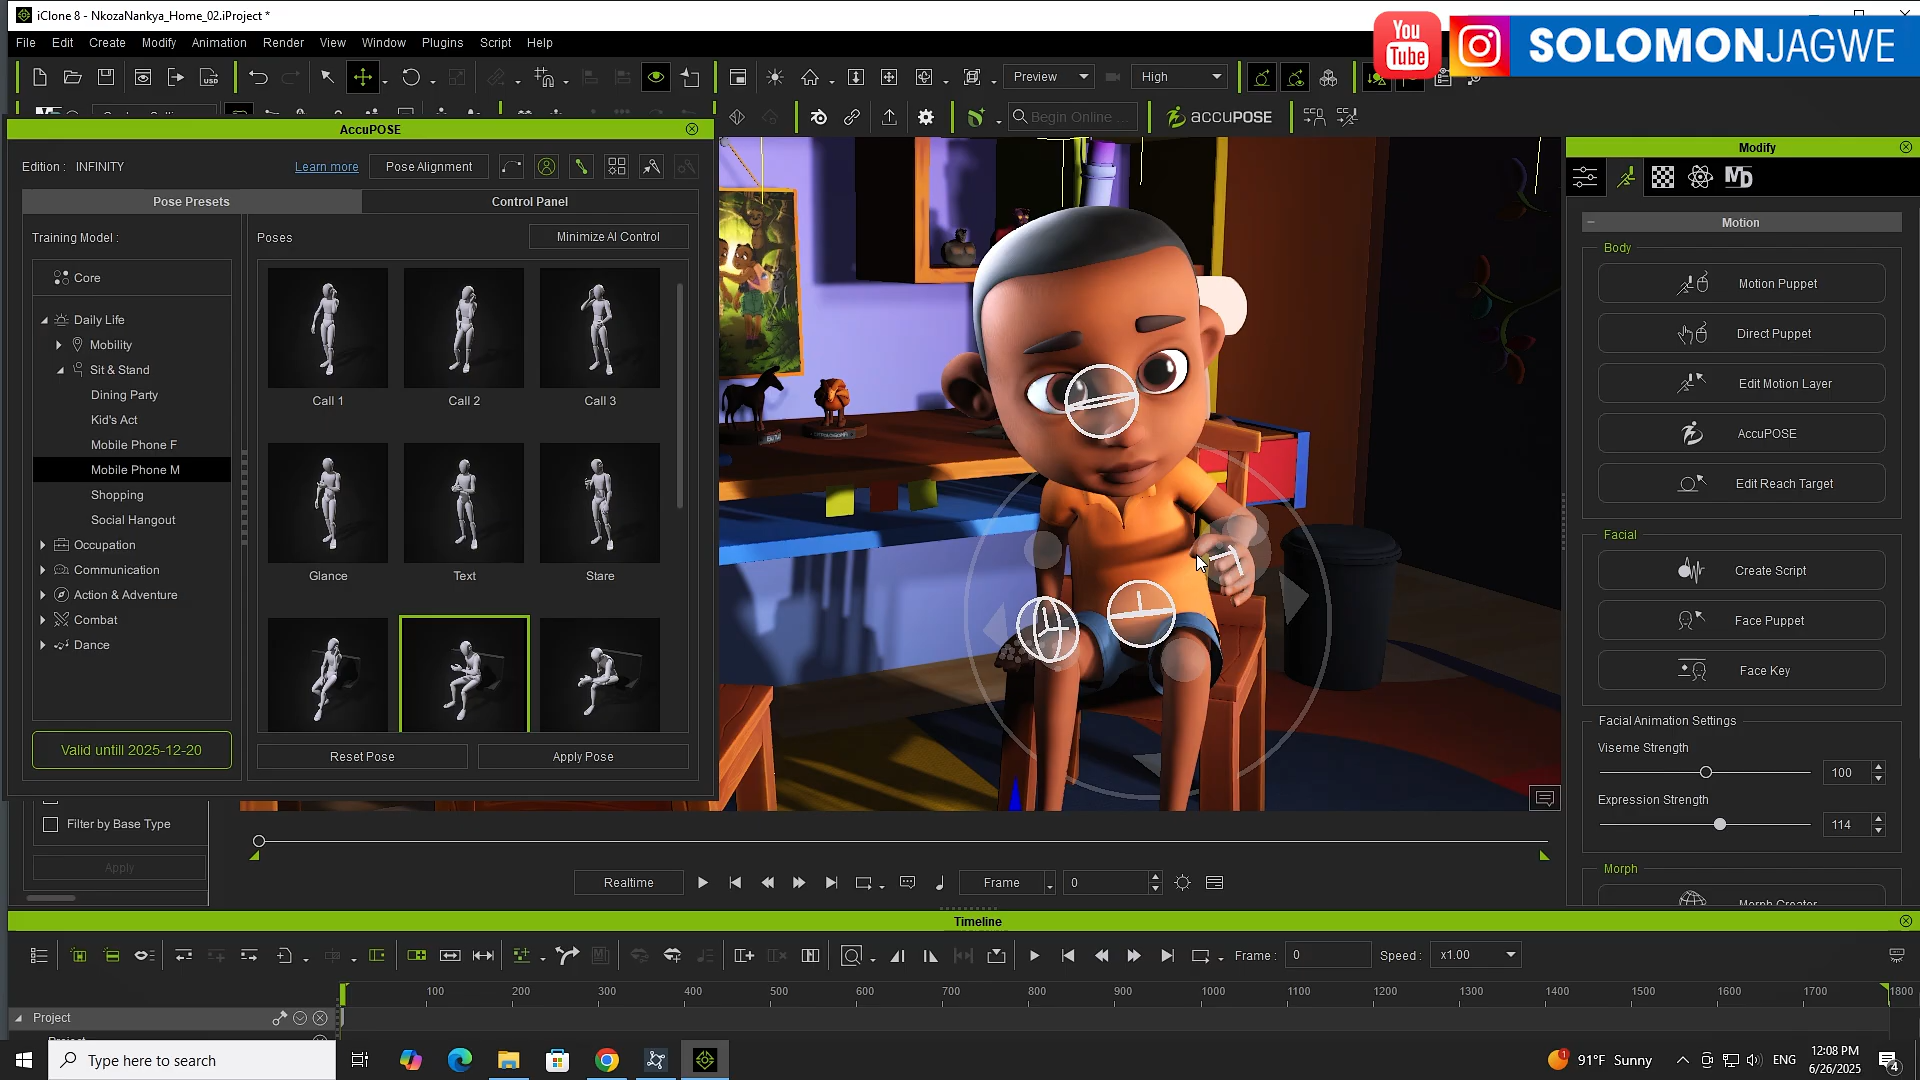 iClone 8 - NkozaNankya_Home_02.iProject *
You
Tube
SOLOMONJAGWE
File Edit Create Modify Animation Render View Window Plugins Script Help
Preview
High
Begin Online ...
accuPOSE
AccuPOSE
Edition : INFINITY
Learn more
Pose Alignment
Pose Presets
Control Panel
Training Model :
Core
Daily Life
Mobility
Sit & Stand
Dining Party
Kid's Act
Mobile Phone F
Mobile Phone M
Shopping
Social Hangout
Occupation
Communication
Action & Adventure
Combat
Dance
Valid untill 2025-12-20
Poses
Minimize AI Control
Call 1
Call 2
Call 3
Glance
Text
Stare
Reset Pose
Apply Pose
Filter by Base Type
Apply
Modify
MD
Motion
Body
Motion Puppet
Direct Puppet
Edit Motion Layer
AccuPOSE
Edit Reach Target
Facial
Create Script
Face Puppet
Face Key
Facial Animation Settings
Viseme Strength
100
Expression Strength
114
Morph
Morph Creator
Realtime
Frame
0
Timeline
Frame : 0
Speed : x1.00
100 200 300 400 500 600 700 800 900 1000 1100 1200 1300 1400 1500 1600 1700 1800
Project
Type here to search
1
91°F Sunny
ENG
12:08 PM
6/26/2025
4